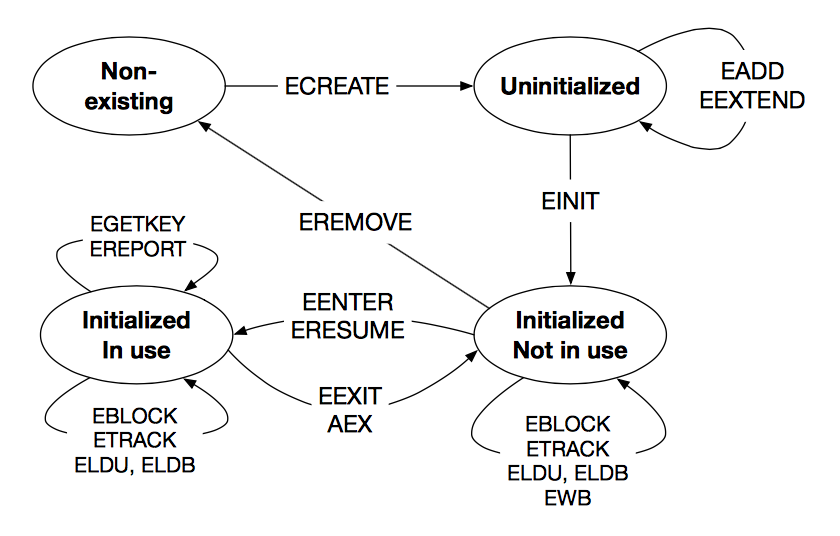 Non-
existing
ECREATE
Uninitialized
EADD
EEXTEND
EINIT
EREMOVE
EGETKEY
EREPORT
Initialized
In use
EENTER
ERESUME
Initialized
Not in use
EEXIT
AEX
EBLOCK
ETRACK
ELDU, ELDB
EBLOCK
ETRACK
ELDU, ELDB
EWB